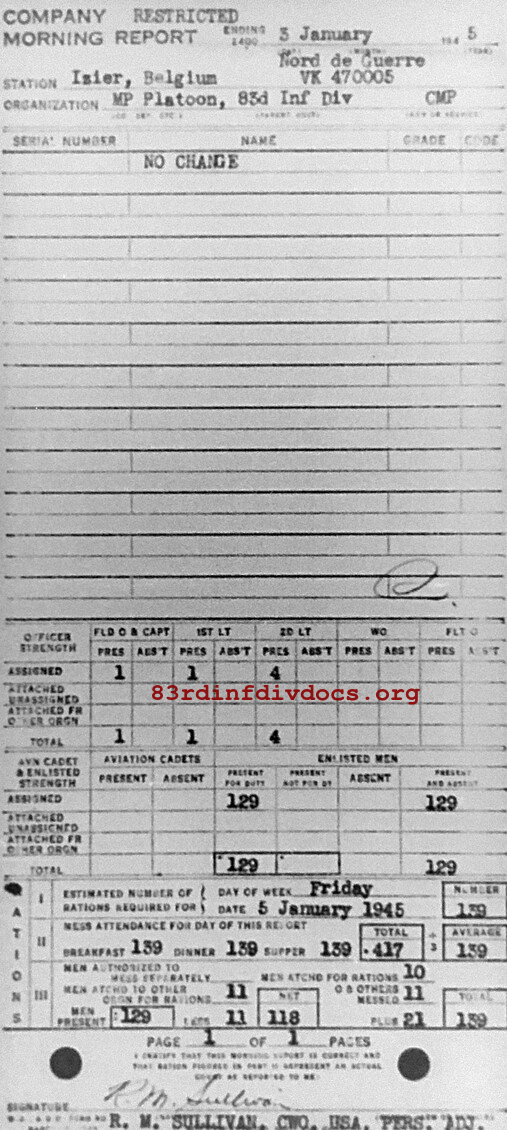 COMPANY RESTRICTED
MORNING REPORT ENDING 2400 3 January 194 5
Nord de Guerre
STATION Izier, Belgium VK 470005
ORGANIZATION MP Platoon, 83d Inf Div CMP
SERIAL NUMBER NAME GRADE CODE
NO CHANGE
OFFICER STRENGTH FLD O & CAPT 1ST LT 2D LT WO FLT O
PRES ABS'T PRES ABS'T PRES ABS'T PRES ABS'T PRES ABS'T
ASSIGNED 1 1 4
ATTACHED UNASSIGNED
83rdinfdivdocs.org
ATTACHED FR OTHER ORGN
TOTAL 1 1 4
AVN CADET & ENLISTED STRENGTH AVIATION CADETS ENLISTED MEN
PRESENT ABSENT PRESENT FOR DUTY PRESENT NOT FOR DY ABSENT PRESENT AND ABSENT
ASSIGNED 129 129
ATTACHED UNASSIGNED
ATTACHED FR OTHER ORGN
TOTAL 129 129
RATIONS
I ESTIMATED NUMBER OF RATIONS REQUIRED FOR DAY OF WEEK Friday NUMBER
DATE 5 January 1945 139
II MESS ATTENDANCE FOR DAY OF THIS REPORT TOTAL ÷ 3 AVERAGE
BREAKFAST 139 DINNER 139 SUPPER 139 417 139
III MEN AUTHORIZED TO MESS SEPARATELY MEN ATCHD FOR RATIONS 10
MEN ATCHD TO OTHER ORGN FOR RATIONS 11 NET O & OTHERS MESSED 11 TOTAL
MEN PRESENT 129 LESS 11 118 PLUS 21 139
PAGE 1 OF 1 PAGES
I CERTIFY THAT THIS MORNING REPORT IS CORRECT AND
THAT RATION FIGURES IN PART II REPRESENT AN ACTUAL
COUNT AS REPORTED TO ME:
R. M. Sullivan
SIGNATURE
R. M. SULLIVAN, CWO, USA, PERS. ADJ.